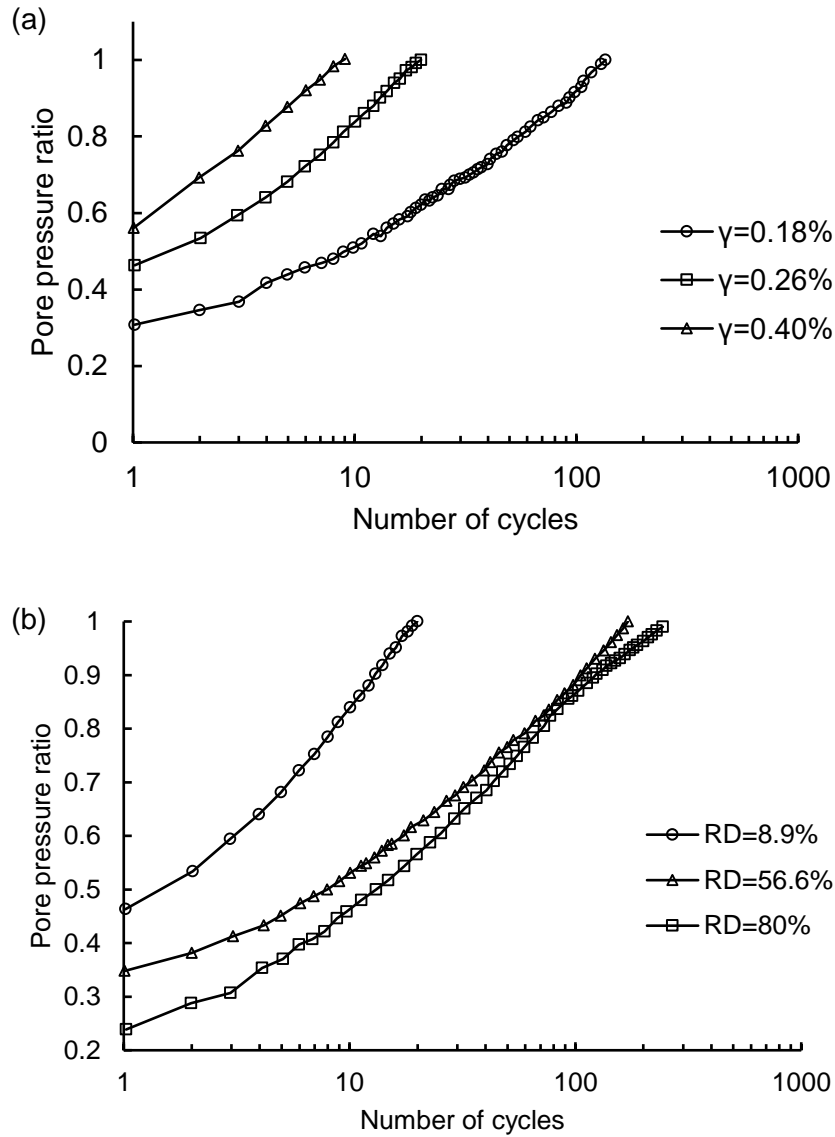 (a)
Pore pressure ratio
1
0.8
0.6
0.4
0.2
0
γ=0.18%
γ=0.26%
γ=0.40%
1 10 100 1000
Number of cycles
(b)
Pore pressure ratio
1
0.9
0.8
0.7
0.6
0.5
0.4
0.3
0.2
RD=8.9%
RD=56.6%
RD=80%
1 10 100 1000
Number of cycles